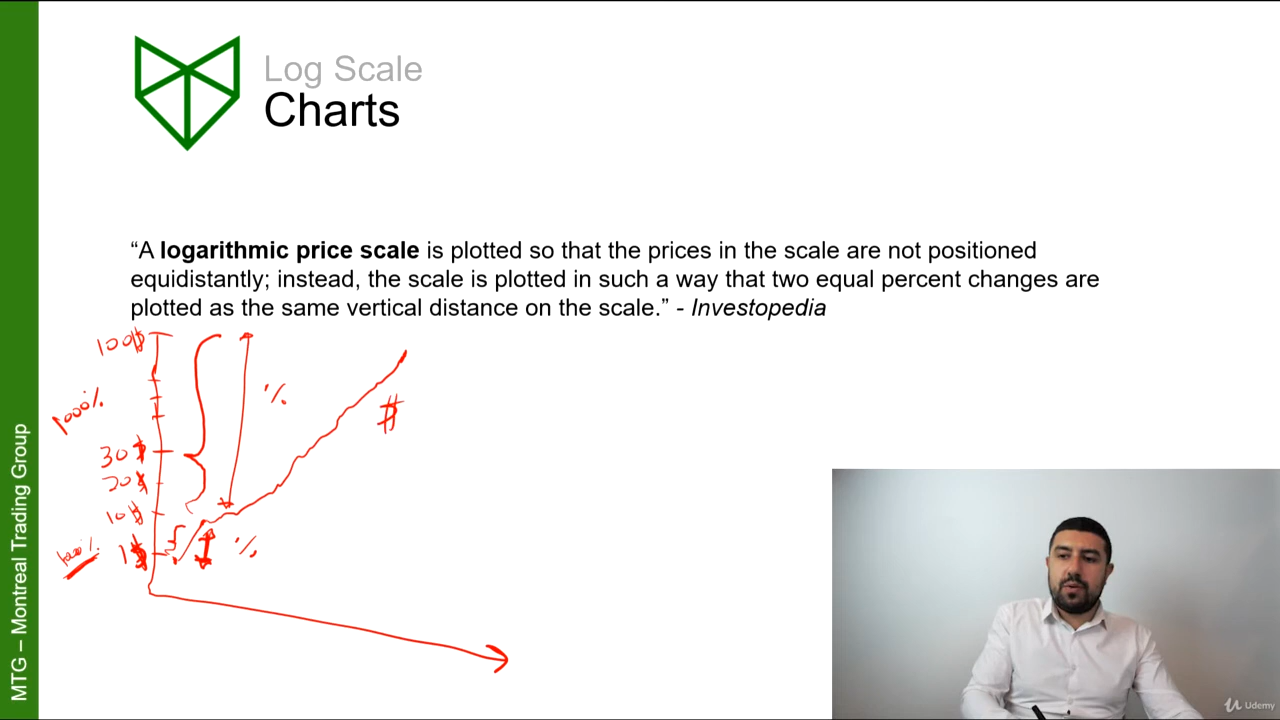 Log Scale
Charts
“A logarithmic price scale is plotted so that the prices in the scale are not positioned
equidistantly; instead, the scale is plotted in such a way that two equal percent changes are
plotted as the same vertical distance on the scale.” - Investopedia
100$
1000%
%
$
30$
20$
10$
1000%
1$
%
MTG – Montreal Trading Group
Udemy